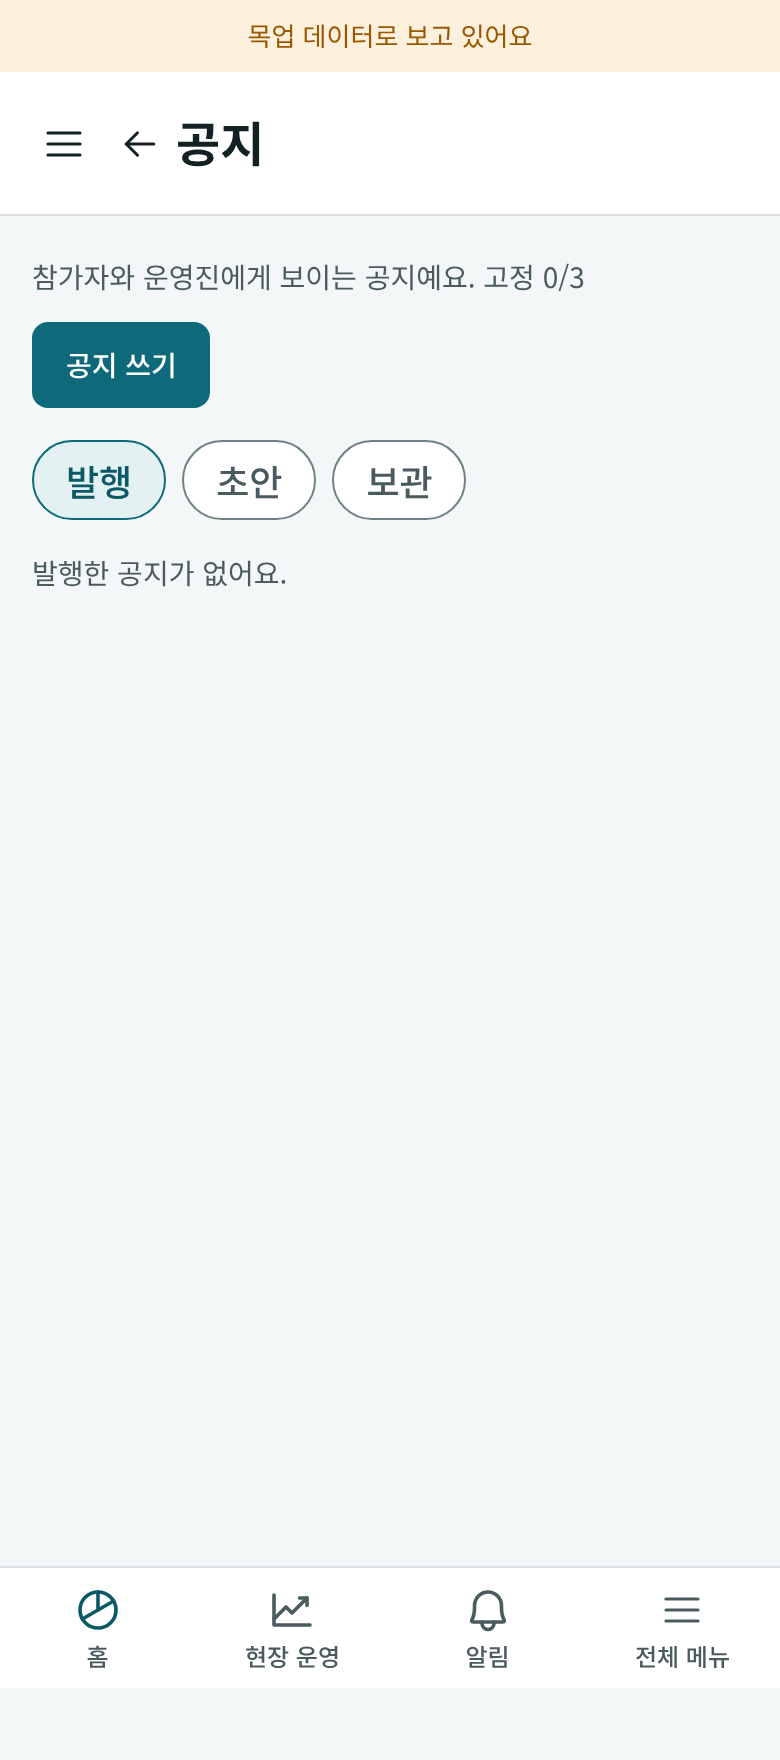 목업 데이터로 보고 있어요
공지
참가자와 운영진에게 보이는 공지예요. 고정 0/3
공지 쓰기
발행 초안 보관
발행한 공지가 없어요.
홈 현장 운영 알림 전체 메뉴